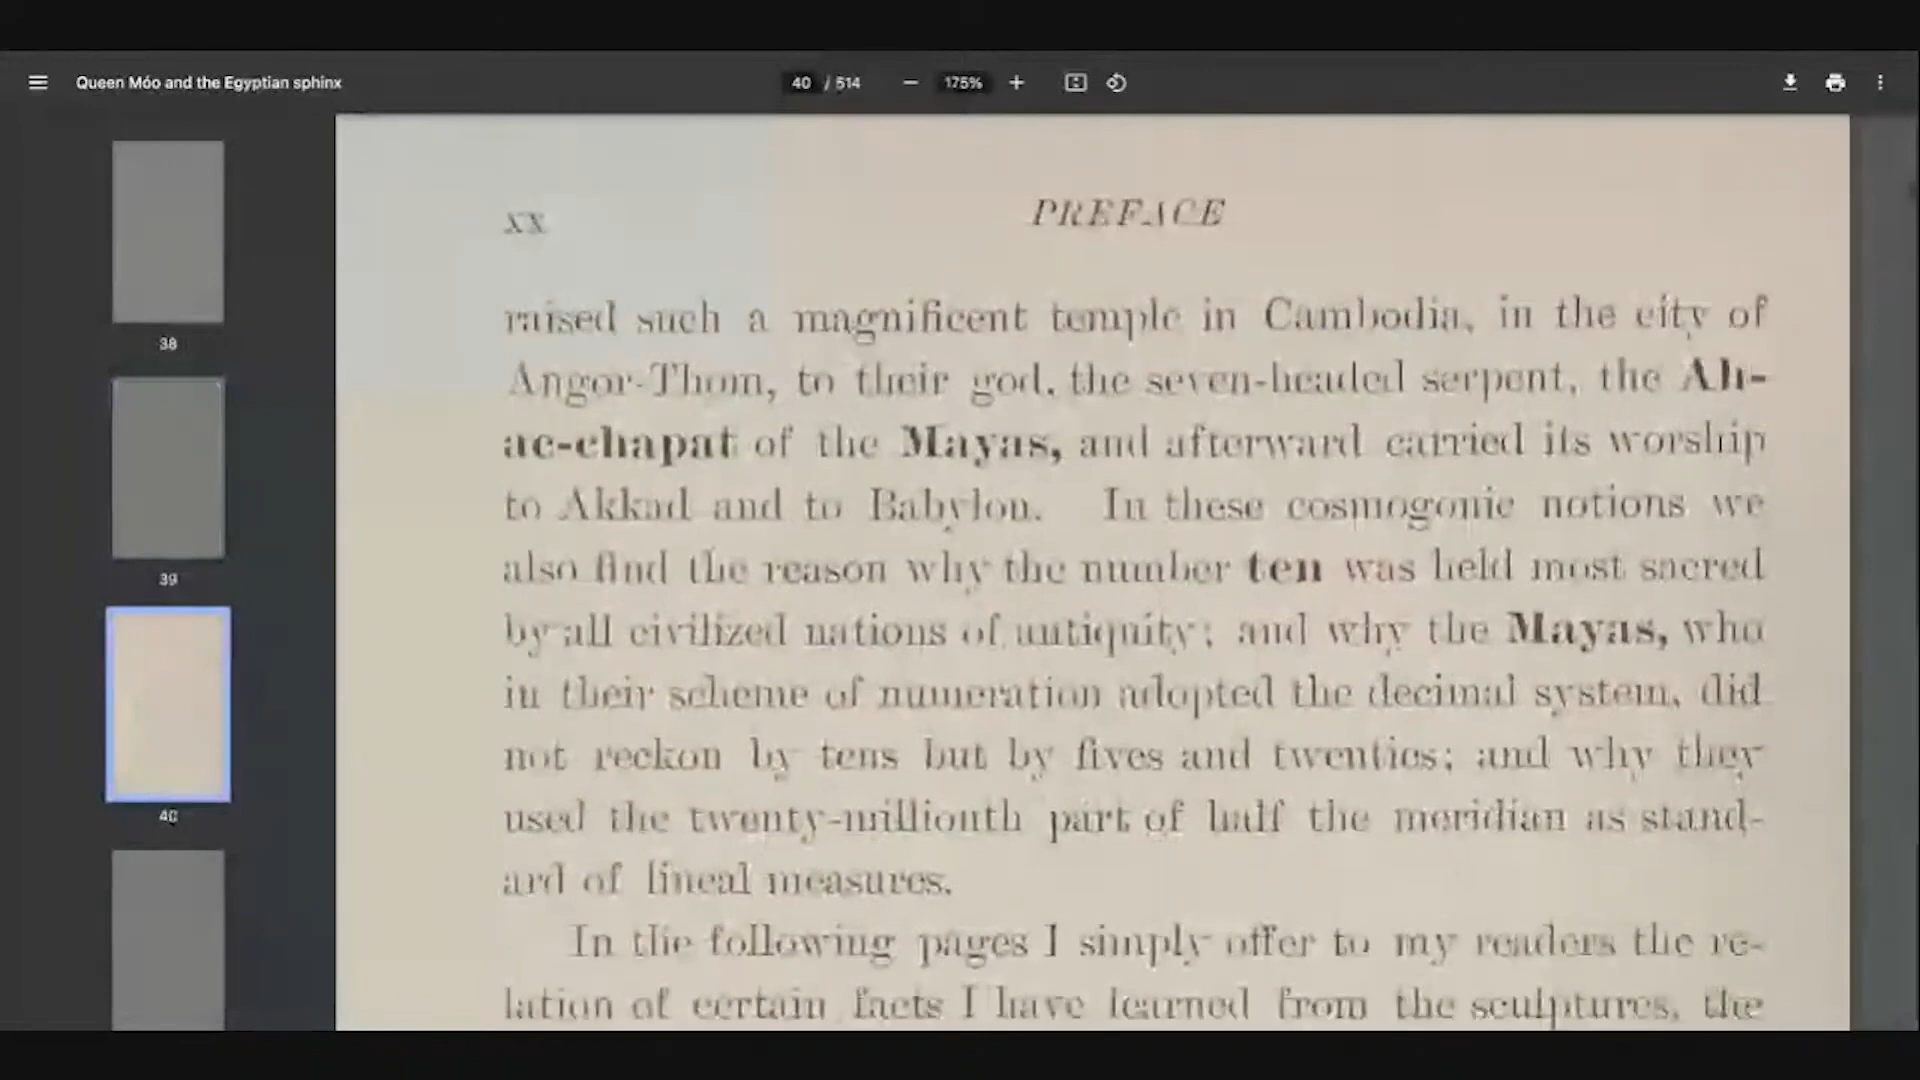 Queen Móo and the Egyptian sphinx
40 / 514
175%
38
39
40
xx
PREFACE
raised such a magnificent temple in Cambodia, in the city of
Angor-Thom, to their god, the seven-headed serpent, the Ah-
ac-chapat of the Mayas, and afterward carried its worship
to Akkad and to Babylon. In these cosmogonic notions we
also find the reason why the number ten was held most sacred
by all civilized nations of antiquity; and why the Mayas, who
in their scheme of numeration adopted the decimal system, did
not reckon by tens but by fives and twenties; and why they
used the twenty-millionth part of half the meridian as stand-
ard of lineal measures.
In the following pages I simply offer to my readers the re-
lation of certain facts I have learned from the sculptures, the